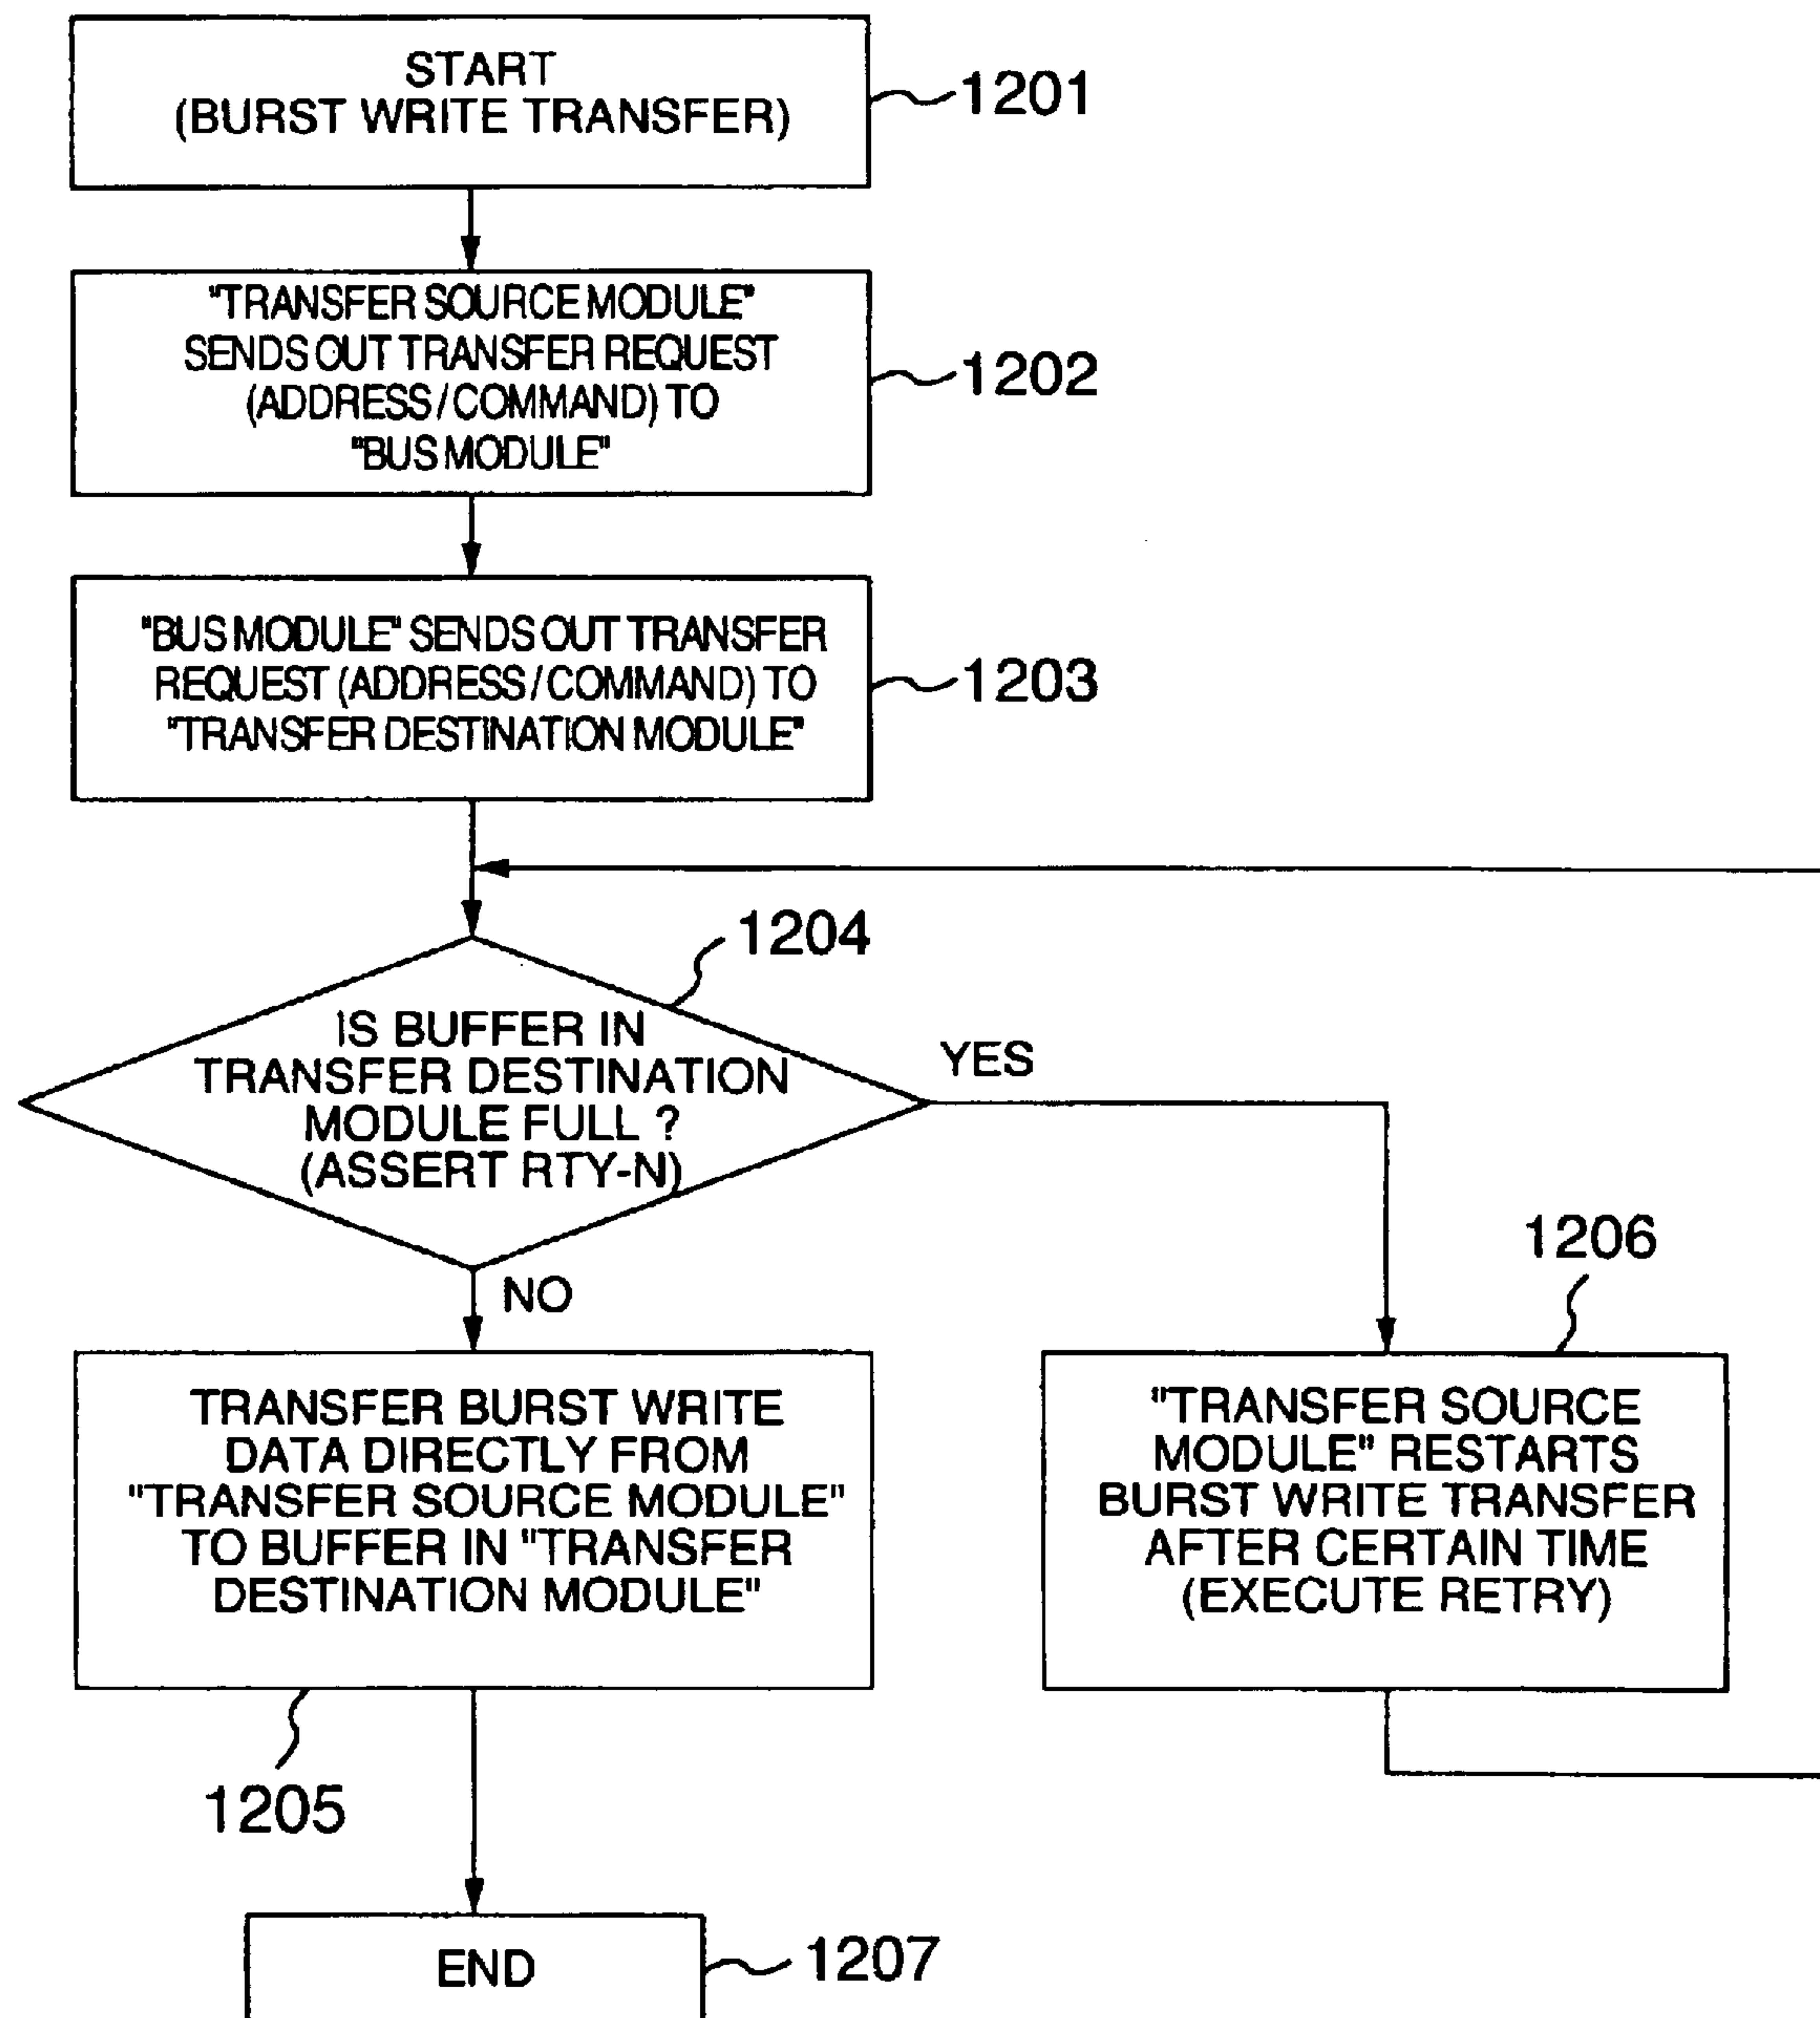 START
(BURST WRITE TRANSFER)
1201
"TRANSFER SOURCE MODULE"
SENDS OUT TRANSFER REQUEST
(ADDRESS/COMMAND) TO
"BUS MODULE"
1202
"BUS MODULE" SENDS OUT TRANSFER
REQUEST (ADDRESS/COMMAND) TO
"TRANSFER DESTINATION MODULE"
1203
1204
IS BUFFER IN
TRANSFER DESTINATION
MODULE FULL ?
(ASSERT RTY-N)
YES
NO
TRANSFER BURST WRITE
DATA DIRECTLY FROM
"TRANSFER SOURCE MODULE"
TO BUFFER IN "TRANSFER
DESTINATION MODULE"
1205
1206
"TRANSFER SOURCE
MODULE" RESTARTS
BURST WRITE TRANSFER
AFTER CERTAIN TIME
(EXECUTE RETRY)
END
1207